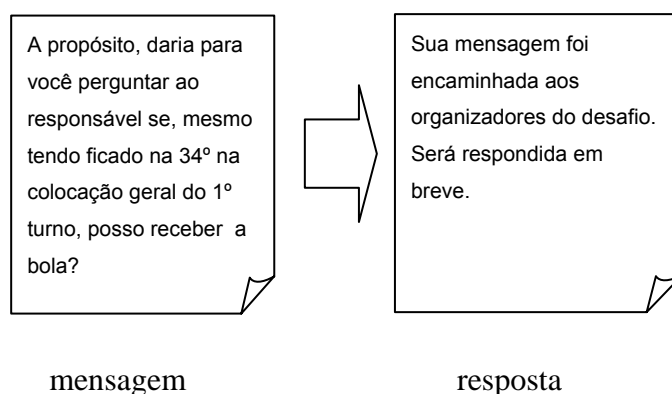 A propósito, daria para
você perguntar ao
responsável se, mesmo
tendo ficado na 34º na
colocação geral do 1º
turno, posso receber a
bola?
Sua mensagem foi
encaminhada aos
organizadores do desafio.
Será respondida em
breve.
mensagem
resposta